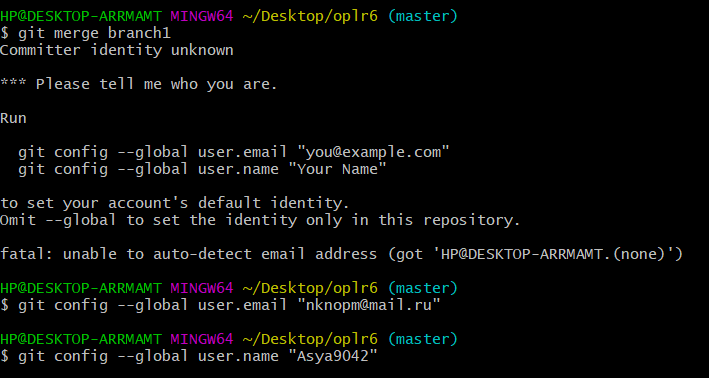 HP@DESKTOP-ARRMAMT MINGW64 ~/Desktop/oplr6 (master)
$ git merge branch1
Committer identity unknown
*** Please tell me who you are.
Run
git config --global user.email "you@example.com"
git config --global user.name "Your Name"
to set your account's default identity.
Omit --global to set the identity only in this repository.
fatal: unable to auto-detect email address (got 'HP@DESKTOP-ARRMAMT.(none)')
HP@DESKTOP-ARRMAMT MINGW64 ~/Desktop/oplr6 (master)
$ git config --global user.email "nknopm@mail.ru"
HP@DESKTOP-ARRMAMT MINGW64 ~/Desktop/oplr6 (master)
$ git config --global user.name "Asya9042"